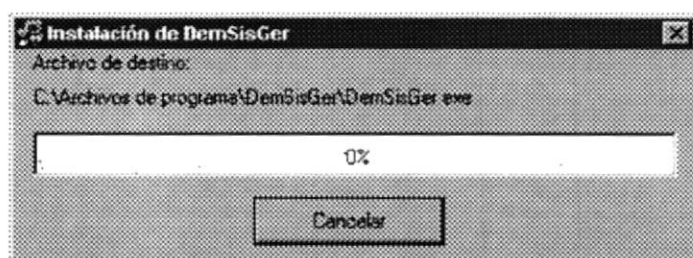 Instalación de DemSisGer
Archivo de destino:
C:\Archivos de programa\DemSisGer\DemSisGer.exe
0%
Cancelar